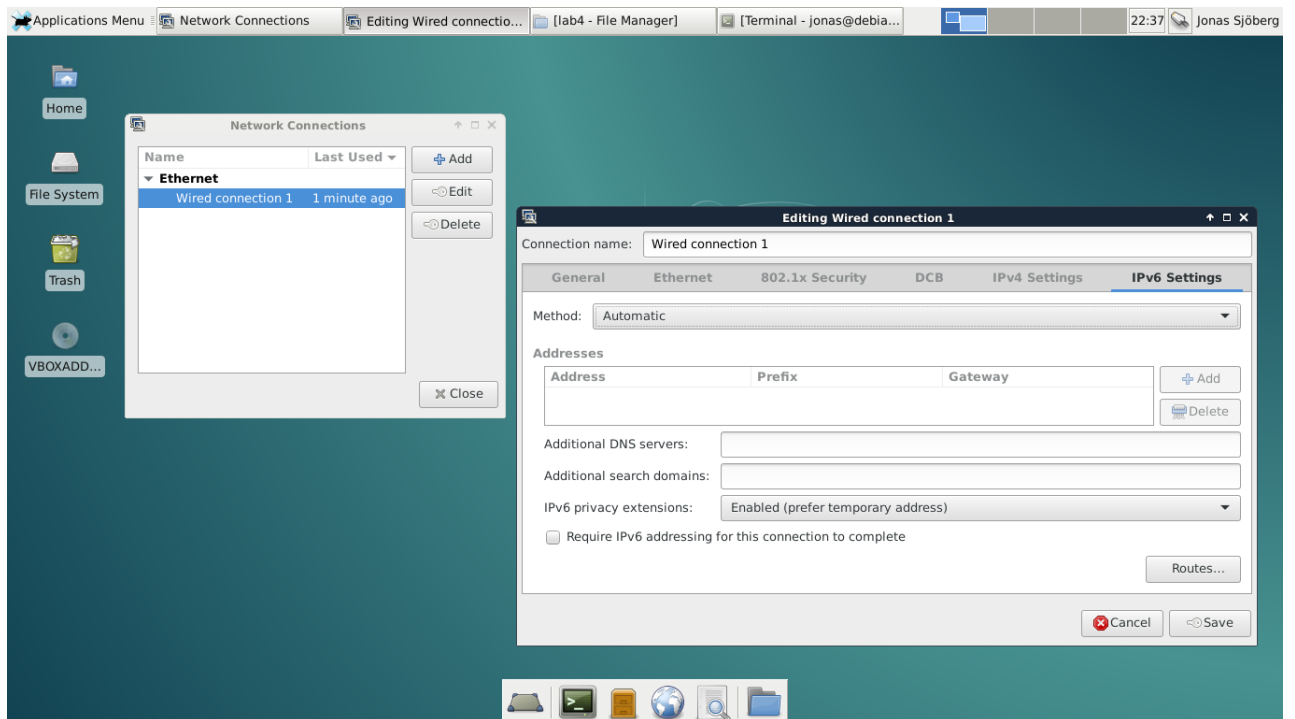 Applications Menu Network Connections Editing Wired connectio... [lab4 - File Manager] [Terminal - jonas@debia... 22:37 Jonas Sjöberg
Home
File System
Trash
VBOXADD...
Network Connections
Name Last Used
Ethernet
Wired connection 1 1 minute ago
Add
Edit
Delete
Close
Editing Wired connection 1
Connection name: Wired connection 1
General Ethernet 802.1x Security DCB IPv4 Settings IPv6 Settings
Method: Automatic
Addresses
Address Prefix Gateway
Add
Delete
Additional DNS servers:
Additional search domains:
IPv6 privacy extensions: Enabled (prefer temporary address)
Require IPv6 addressing for this connection to complete
Routes...
Cancel Save